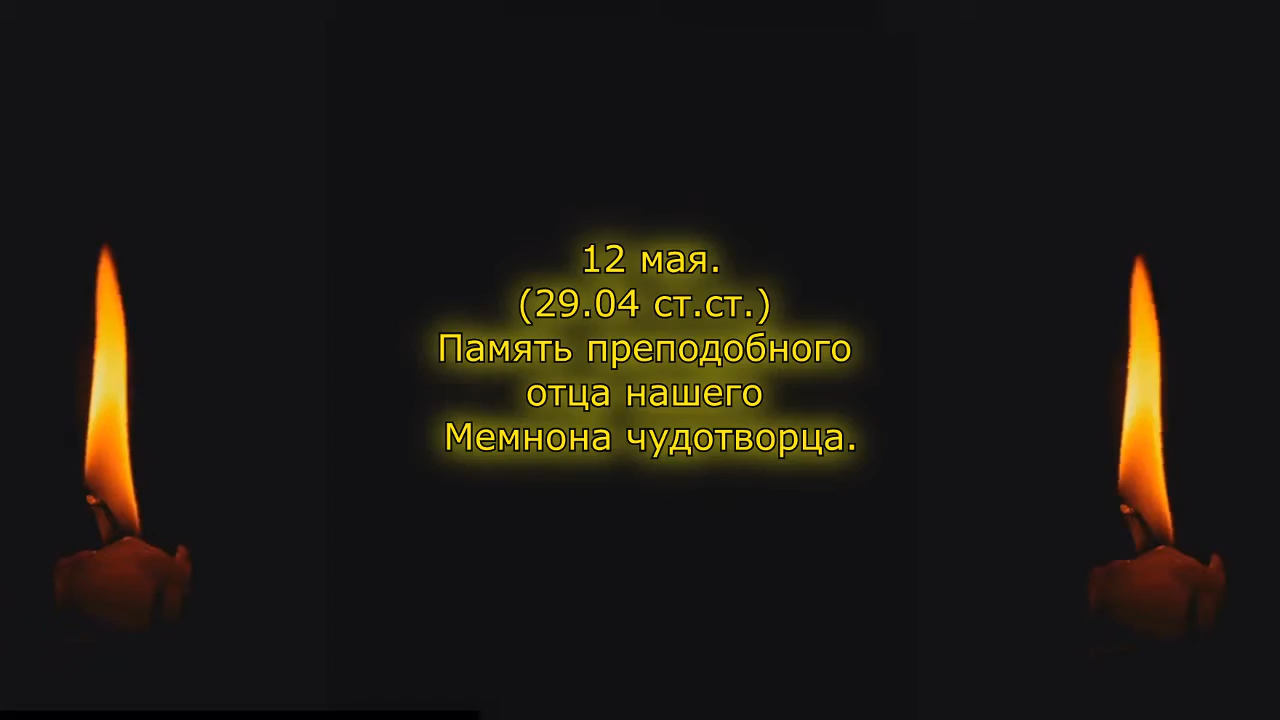 12 мая.
(29.04 ст.ст.)
Память преподобного
отца нашего
Мемнона чудотворца.